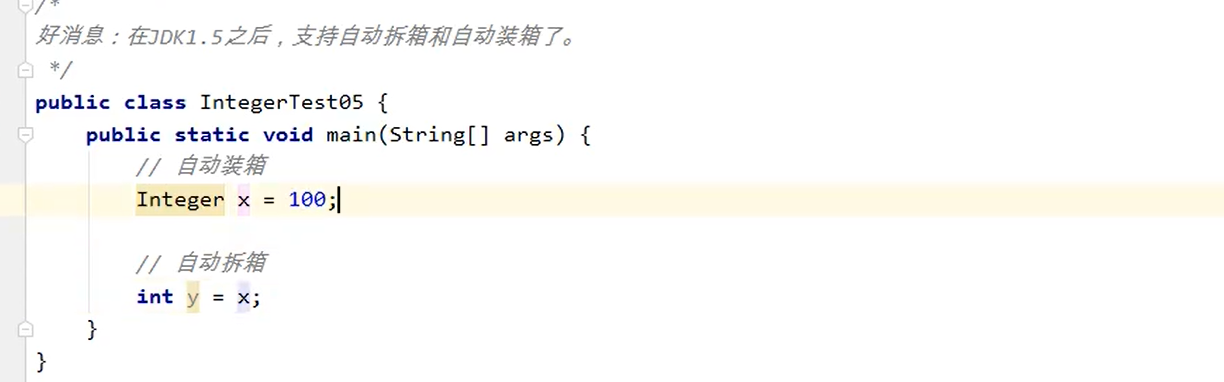 /*
好消息：在JDK1.5之后，支持自动拆箱和自动装箱了。
*/
public class IntegerTest05 {
public static void main(String[] args) {
// 自动装箱
Integer x = 100;
// 自动拆箱
int y = x;
}
}